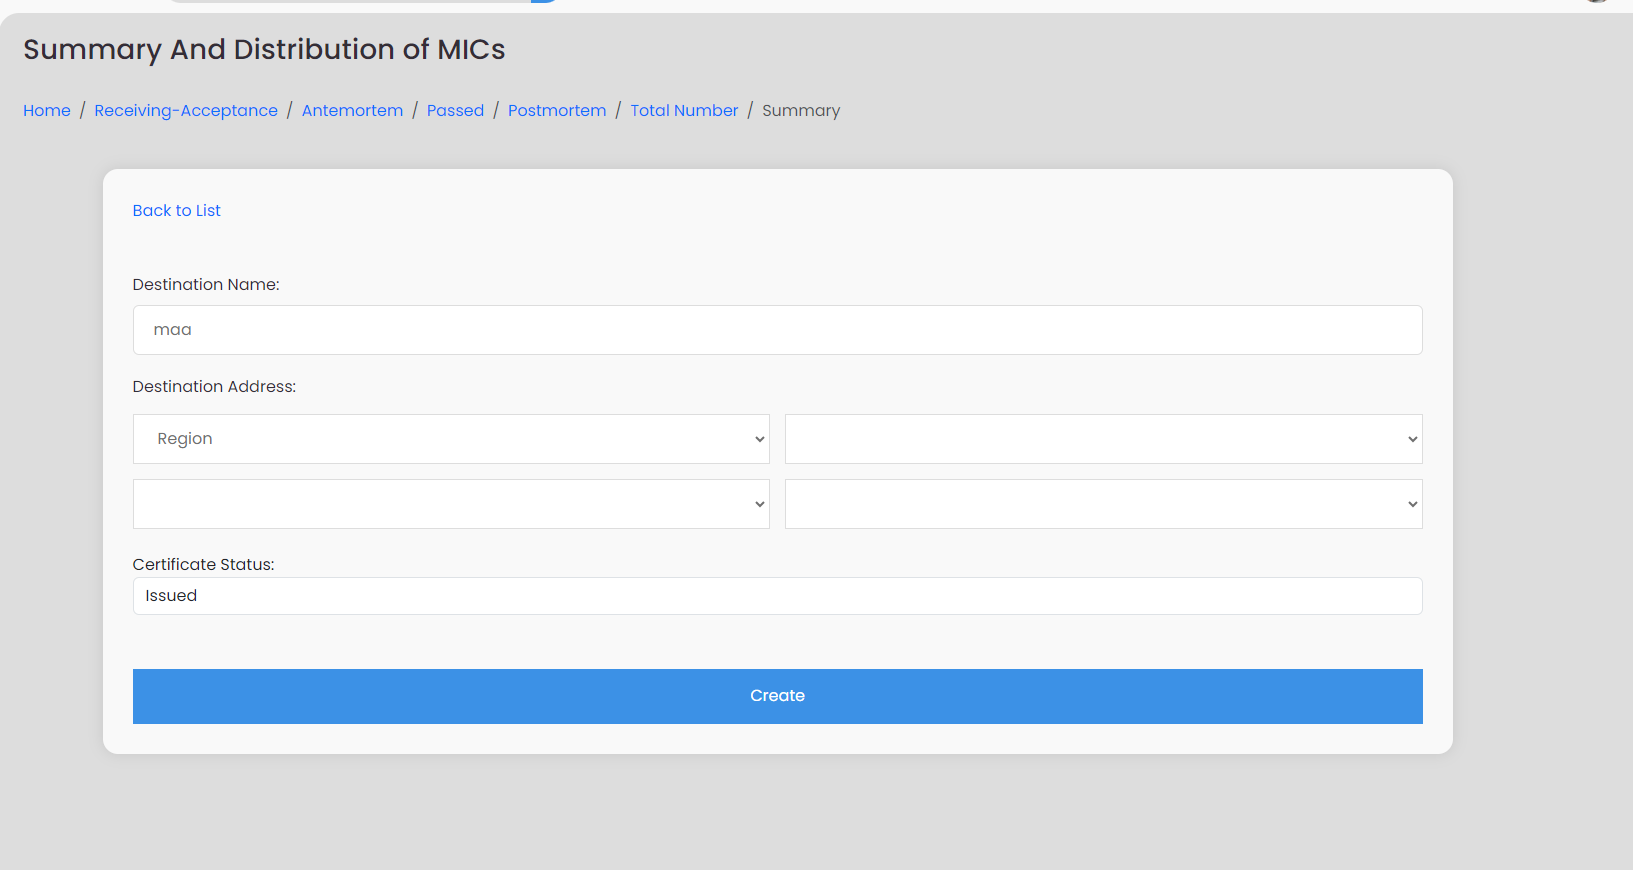 Summary And Distribution of MICs
Home / Receiving-Acceptance / Antemortem / Passed / Postmortem / Total Number / Summary
Back to List
Destination Name:
maa
Destination Address:
Region
Certificate Status:
Issued
Create